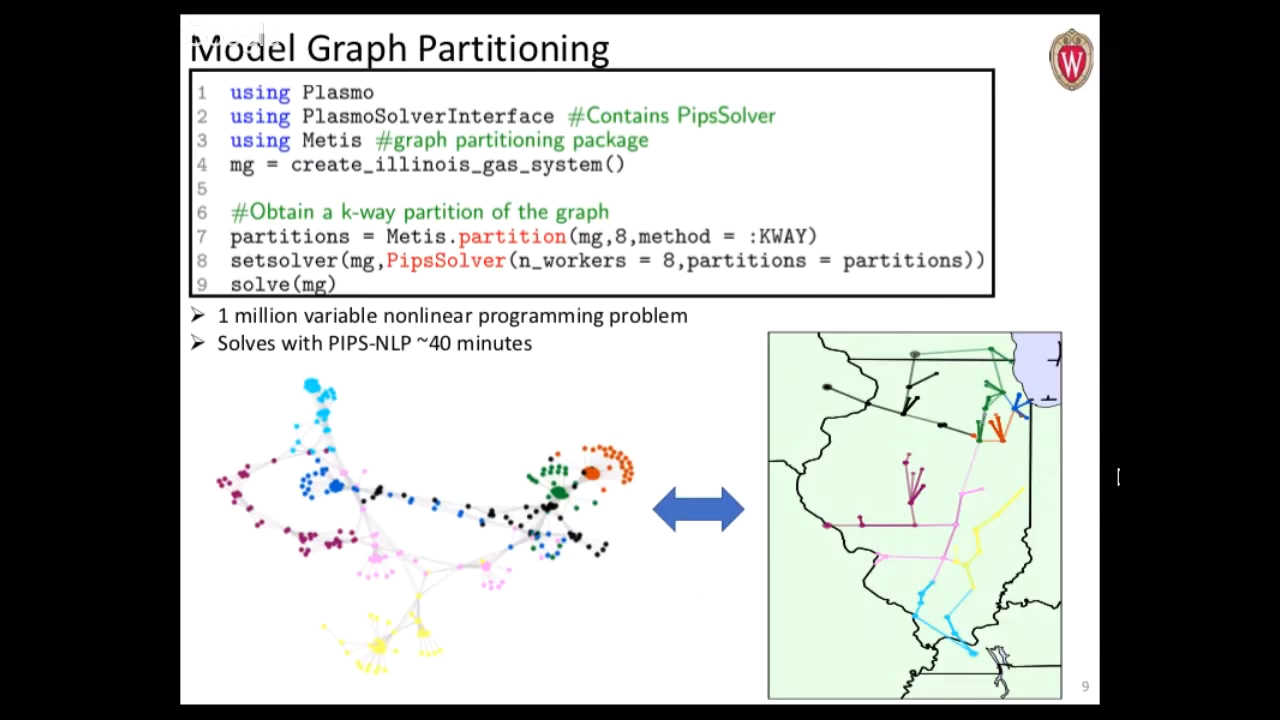 Model Graph Partitioning
W
1 using Plasmo
2 using PlasmoSolverInterface #Contains PipsSolver
3 using Metis #graph partitioning package
4 mg = create_illinois_gas_system()
5
6 #Obtain a k-way partition of the graph
7 partitions = Metis.partition(mg,8,method = :KWAY)
8 setsolver(mg,PipsSolver(n_workers = 8,partitions = partitions))
9 solve(mg)
➢ 1 million variable nonlinear programming problem
➢ Solves with PIPS-NLP ~40 minutes
9